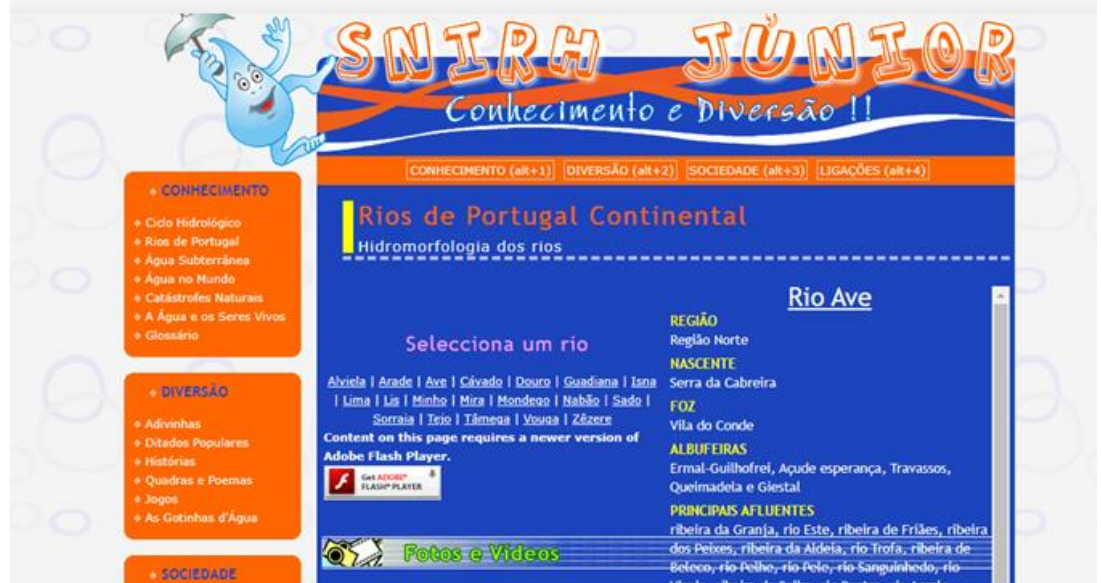 SNIRH JÚNIOR
Conhecimento e Diversão !!
CONHECIMENTO (alt+1) DIVERSÃO (alt+2) SOCIEDADE (alt+3) LIGAÇÕES (alt+4)
CONHECIMENTO
Ciclo Hidrológico
Rios de Portugal
Água Subterrânea
Água no Mundo
Catástrofes Naturais
A Água e os Seres Vivos
Glossário
DIVERSÃO
Adivinhas
Ditados Populares
Histórias
Quadras e Poemas
Jogos
As Gotinhas d'Água
SOCIEDADE
Rios de Portugal Continental
Hidromorfologia dos rios
Selecciona um rio
Alviela | Arade | Ave | Cávado | Douro | Guadiana | Isna
| Lima | Lis | Minho | Mira | Mondego | Nabão | Sado |
Sorraia | Tejo | Tâmega | Vouga | Zêzere
Content on this page requires a newer version of
Adobe Flash Player.
Get ADOBE®
FLASH® PLAYER
Fotos e Videos
Rio Ave
REGIÃO
Região Norte
NASCENTE
Serra da Cabreira
FOZ
Vila do Conde
ALBUFEIRAS
Ermal-Guilhofrei, Açude esperança, Travassos,
Queimadela e Giestal
PRINCIPAIS AFLUENTES
ribeira da Granja, rio Este, ribeira de Friães, ribeira
dos Peixes, ribeira da Aldeia, rio Trofa, ribeira de
Beleco, rio Pelhe, rio Pele, rio Sanguinhedo, rio